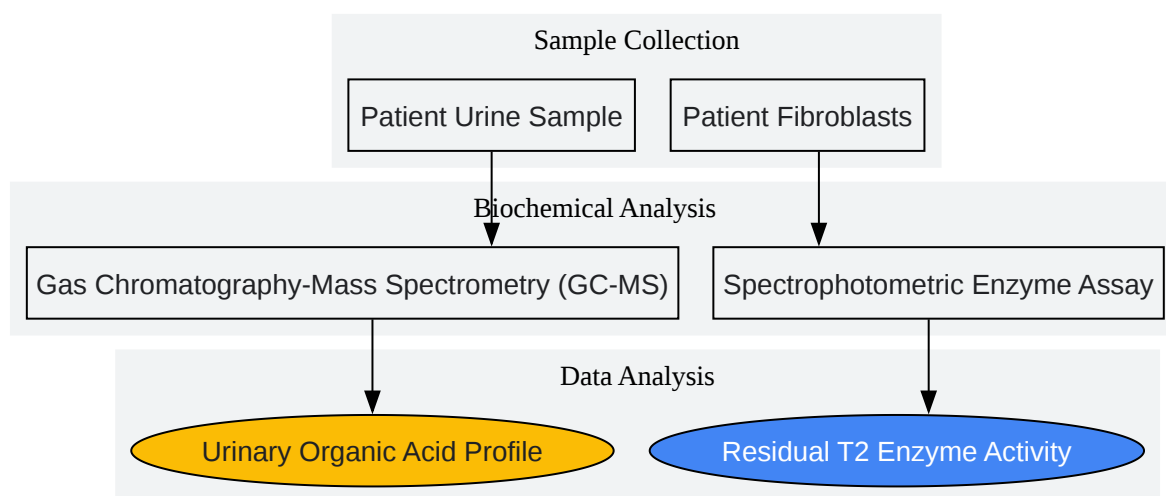 Sample Collection
Patient Urine Sample
Patient Fibroblasts
Biochemical Analysis
Gas Chromatography-Mass Spectrometry (GC-MS)
Spectrophotometric Enzyme Assay
Data Analysis
Urinary Organic Acid Profile
Residual T2 Enzyme Activity